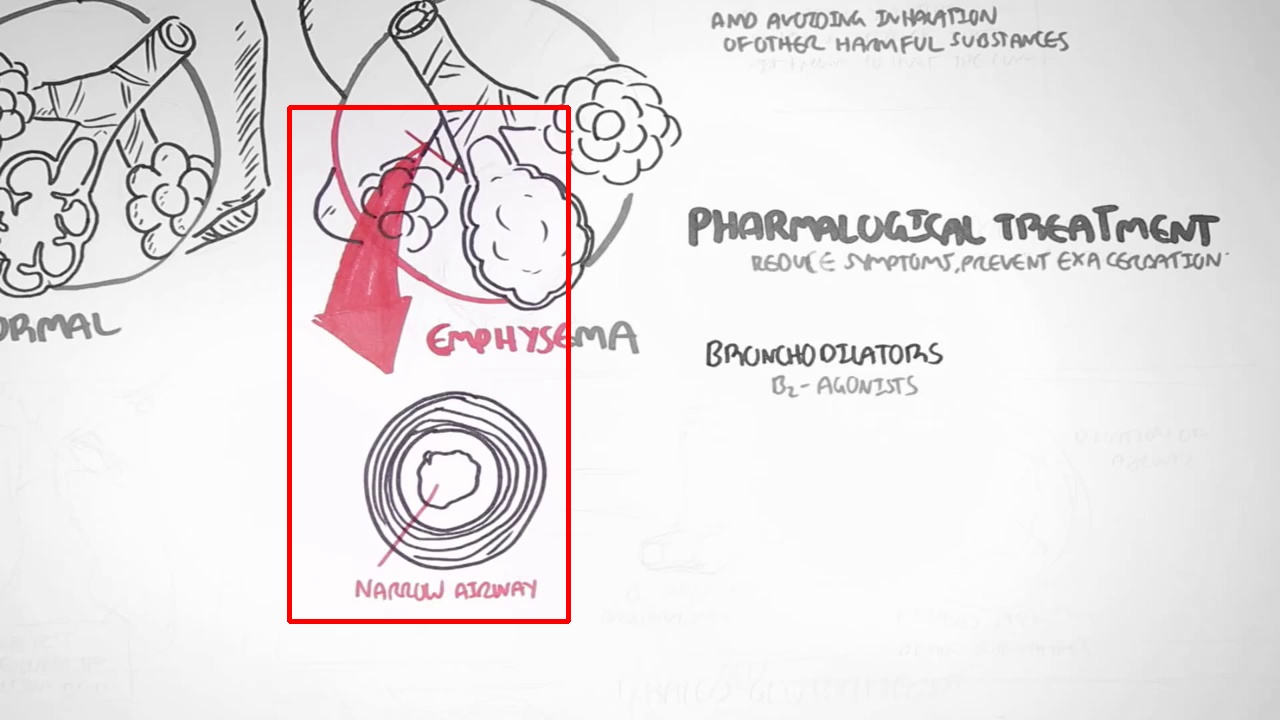 AND AVOIDING INHALATION
OF OTHER HARMFUL SUBSTANCES
PHARMALOGICAL TREATMENT
REDUCE SYMPTOMS, PREVENT EXACERBATION
ORMAL
EMPHYSEMA
BRONCHODILATORS
B2- AGONISTS
NARROW AIRWAY